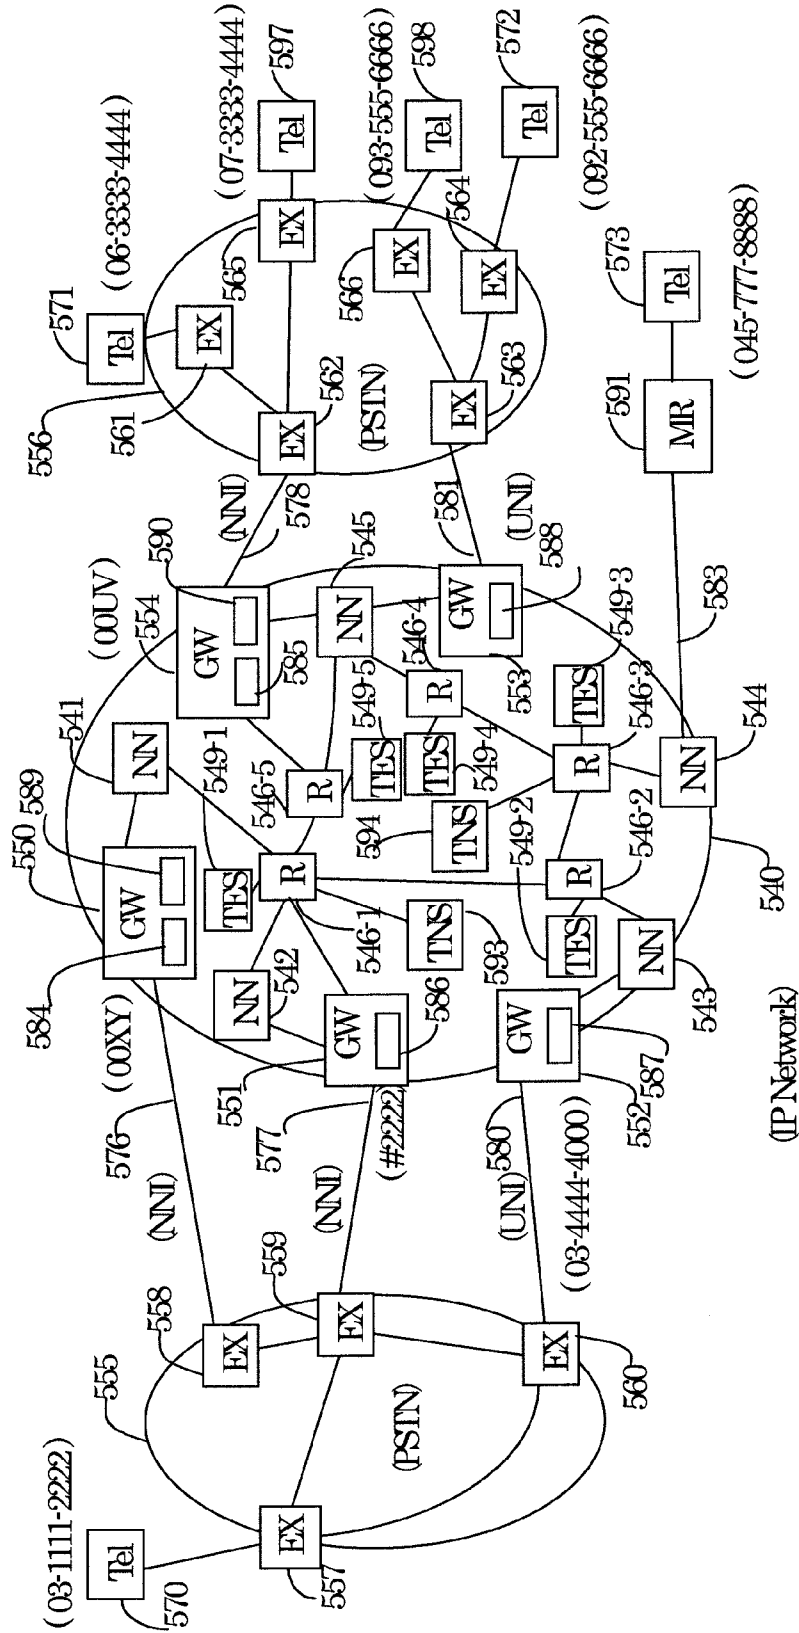 (03-1111-2222)
Tel
570
555
EX
557
558
EX
559
EX
(PSTN)
EX
560
(NNI)
576
(NNI)
577
(UNI)
580
(03-4444-4000)
(00XY)
584
550
589
GW
541
NN
551
GW
586
(#2222)
NN
542
549-1
TES
R
546-1
TNS
593
GW
552
587
NN
543
TES
549-2
R
546-2
TNS
594
546-5
R
TES
549-5
(00UV)
554
590
GW
585
NN
545
546-4
R
TES
549-4
GW
553
588
TES
549-3
R
546-3
NN
544
540
(IP Network)
(NNI)
578
581
(UNI)
583
556
571
Tel
(06-3333-4444)
561
EX
EX
562
(PSTN)
565
EX
Tel
597
(07-3333-4444)
566
EX
Tel
598
(093-555-6666)
EX
563
564
EX
Tel
572
(092-555-6666)
591
MR
573
Tel
(045-777-8888)